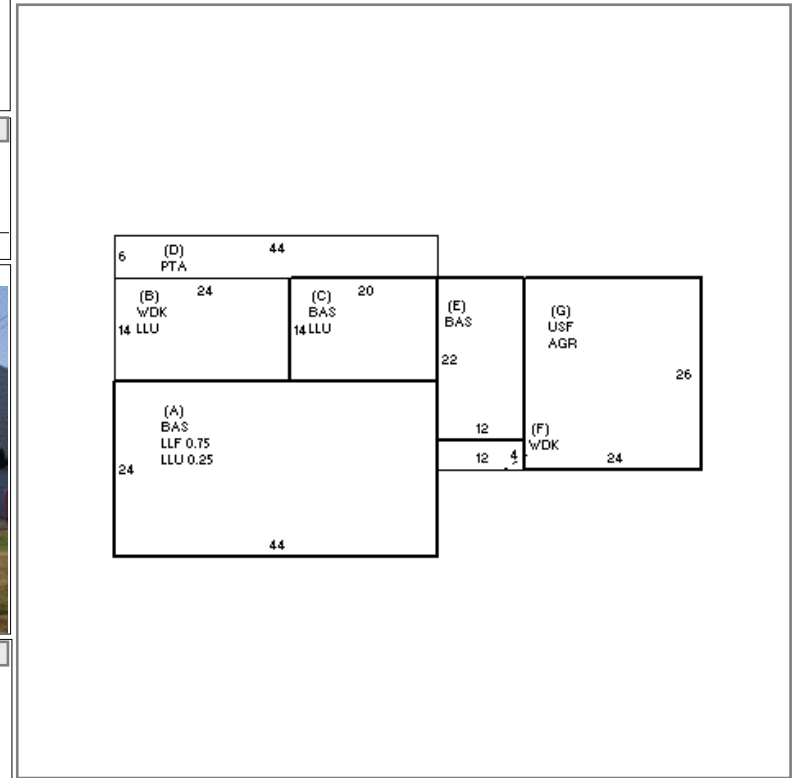 6
(D)
PTA
44
(B)
WDK
14 LLU
24
(C)
BAS
14 LLU
20
(E)
BAS
22
12
(G)
USF
AGR
26
24
(F)
WDK
12
4
(A)
BAS
LLF 0.75
LLU 0.25
24
44